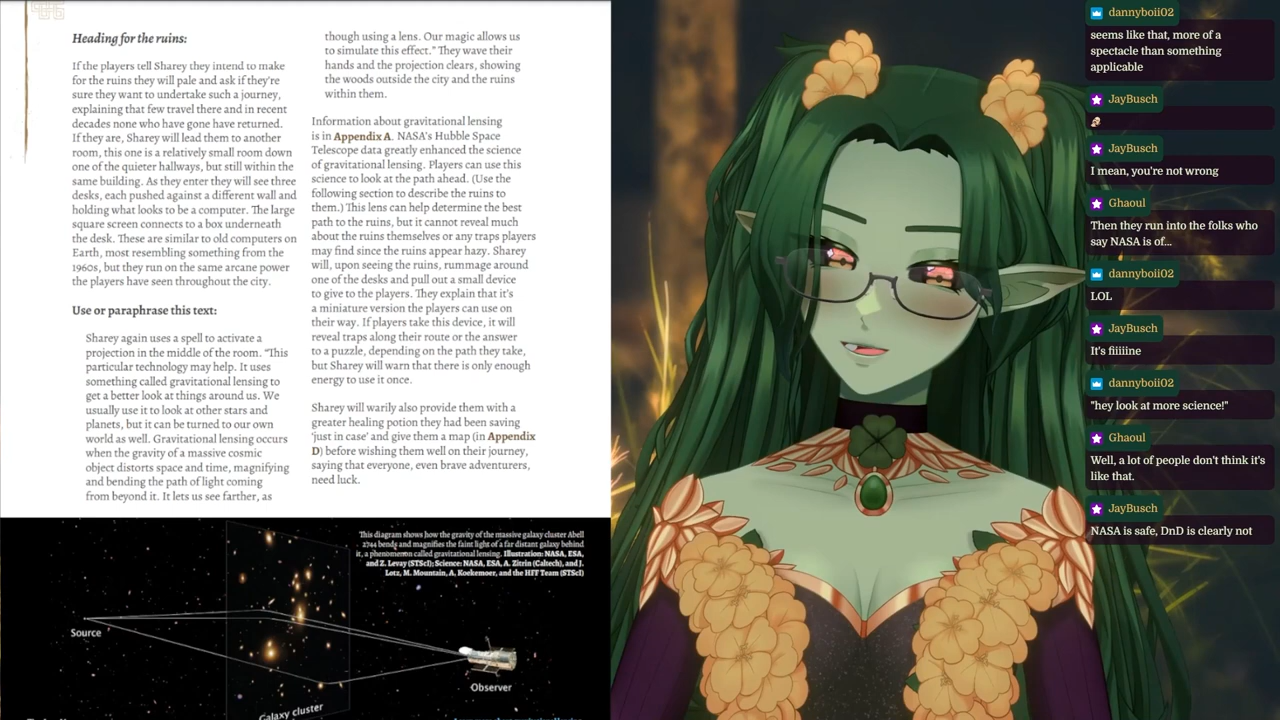 Heading for the ruins:
If the players tell Sharey they intend to make
for the ruins they will pale and ask if they're
sure they want to undertake such a journey,
explaining that few travel there and in recent
decades none who have gone have returned.
If they are, Sharey will lead them to another
room, this one is a relatively small room down
one of the quieter hallways, but still within the
same building. As they enter they will see three
desks, each pushed against a different wall and
holding what looks to be a computer. The large
square screen connects to a box underneath
the desk. These are similar to old computers on
Earth, most resembling something from the
1960s, but they run on the same arcane power
the players have seen throughout the city.
Use or paraphrase this text:
Sharey again uses a spell to activate a
projection in the middle of the room. “This
particular technology may help. It uses
something called gravitational lensing to
get a better look at things around us. We
usually use it to look at other stars and
planets, but it can be turned to our own
world as well. Gravitational lensing occurs
when the gravity of a massive cosmic
object distorts space and time, magnifying
and bending the path of light coming
from beyond it. It lets us see farther, as
though using a lens. Our magic allows us
to simulate this effect.” They wave their
hands and the projection clears, showing
the woods outside the city and the ruins
within them.
Information about gravitational lensing
is in Appendix A. NASA's Hubble Space
Telescope data greatly enhanced the science
of gravitational lensing. Players can use this
science to look at the path ahead. (Use the
following section to describe the ruins to
them.) This lens can help determine the best
path to the ruins, but it cannot reveal much
about the ruins themselves or any traps players
may find since the ruins appear hazy. Sharey
will, upon seeing the ruins, rummage around
one of the desks and pull out a small device
to give to the players. They explain that it's
a miniature version the players can use on
their way. If players take this device, it will
reveal traps along their route or the answer
to a puzzle, depending on the path they take,
but Sharey will warn that there is only enough
energy to use it once.
Sharey will warily also provide them with a
greater healing potion they had been saving
'just in case' and give them a map (in Appendix
D) before wishing them well on their journey,
saying that everyone, even brave adventurers,
need luck.
This diagram shows how the gravity of the massive galaxy cluster Abell
2744 bends and magnifies the faint light of a far distant galaxy behind
it, a phenomenon called gravitational lensing. Illustration: NASA, ESA,
and Z. Levay (STScI); Science: NASA, ESA, A. Zitrin (Caltech), and J.
Lotz, M. Mountain, A. Koekemoer, and the HFF Team (STScI)
Source
Galaxy cluster
Observer
dannyboii02
seems like that, more of a
spectacle than something
applicable
JayBusch
JayBusch
I mean, you're not wrong
Ghaoul
Then they run into the folks who
say NASA is of...
dannyboii02
LOL
JayBusch
It's fiiiiine
dannyboii02
"hey look at more science!"
Ghaoul
Well, a lot of people don't think it's
like that.
JayBusch
NASA is safe, DnD is clearly not